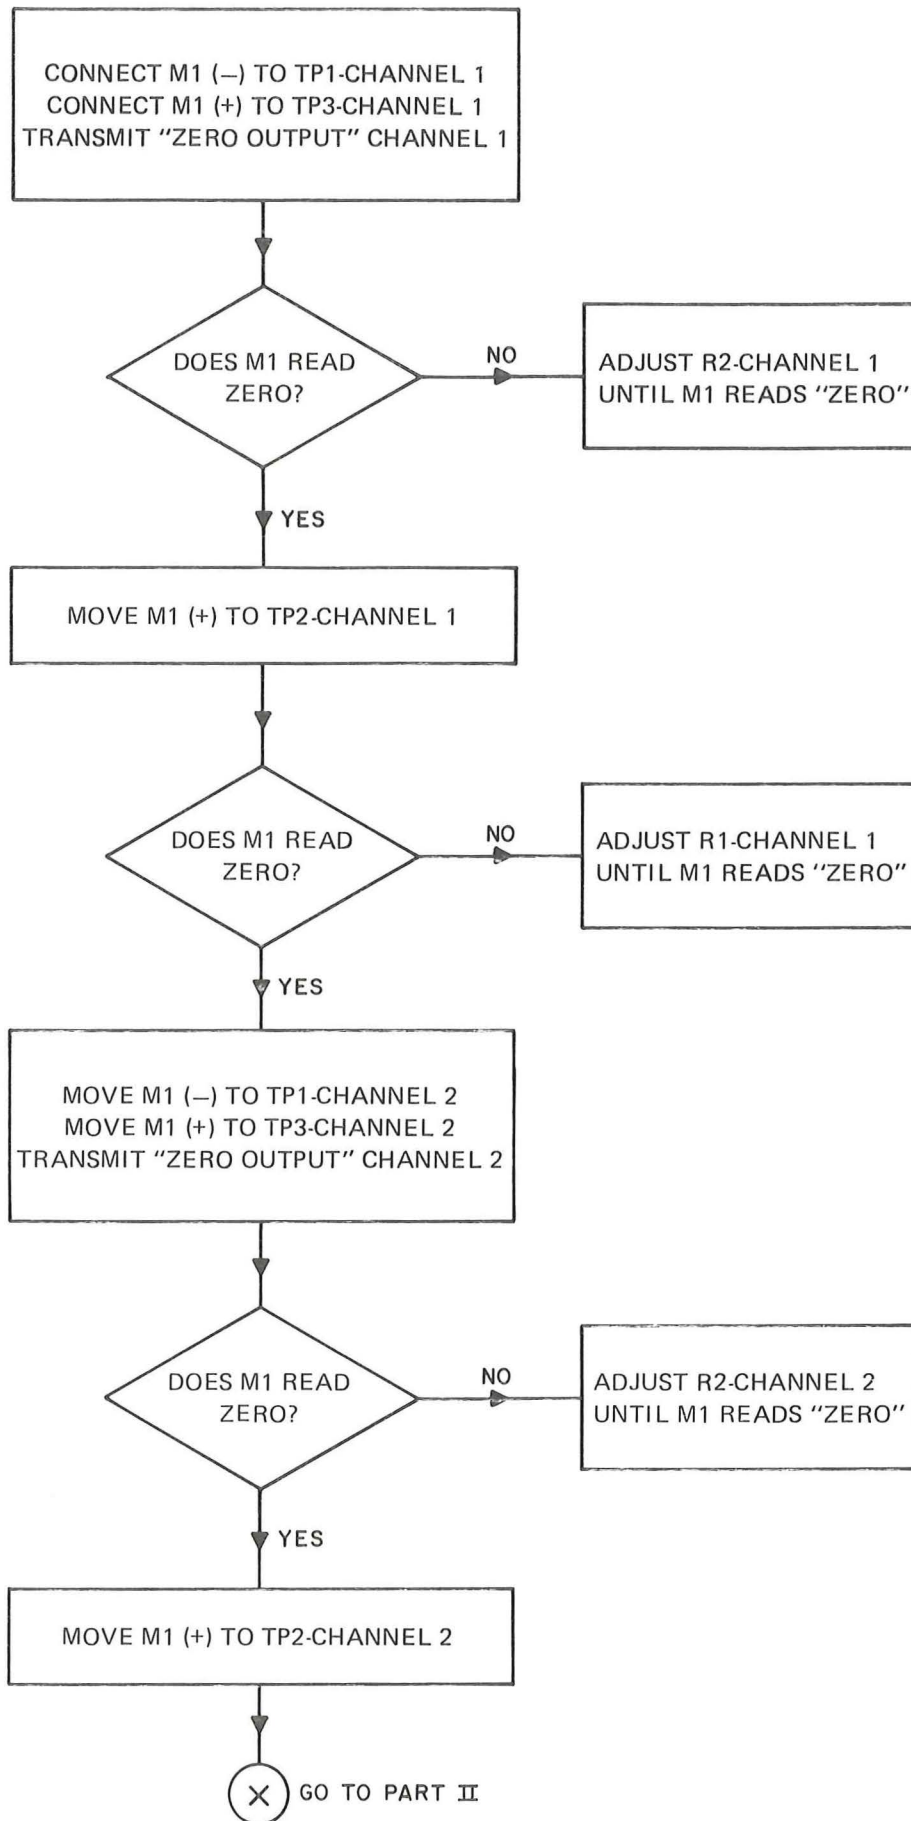 CONNECT M1 (—) TO TP1-CHANNEL 1
CONNECT M1 (+) TO TP3-CHANNEL 1
TRANSMIT "ZERO OUTPUT" CHANNEL 1
DOES M1 READ
ZERO?
NO
ADJUST R2-CHANNEL 1
UNTIL M1 READS "ZERO"
YES
MOVE M1 (+) TO TP2-CHANNEL 1
DOES M1 READ
ZERO?
NO
ADJUST R1-CHANNEL 1
UNTIL M1 READS "ZERO"
YES
MOVE M1 (—) TO TP1-CHANNEL 2
MOVE M1 (+) TO TP3-CHANNEL 2
TRANSMIT "ZERO OUTPUT" CHANNEL 2
DOES M1 READ
ZERO?
NO
ADJUST R2-CHANNEL 2
UNTIL M1 READS "ZERO"
YES
MOVE M1 (+) TO TP2-CHANNEL 2
X GO TO PART II